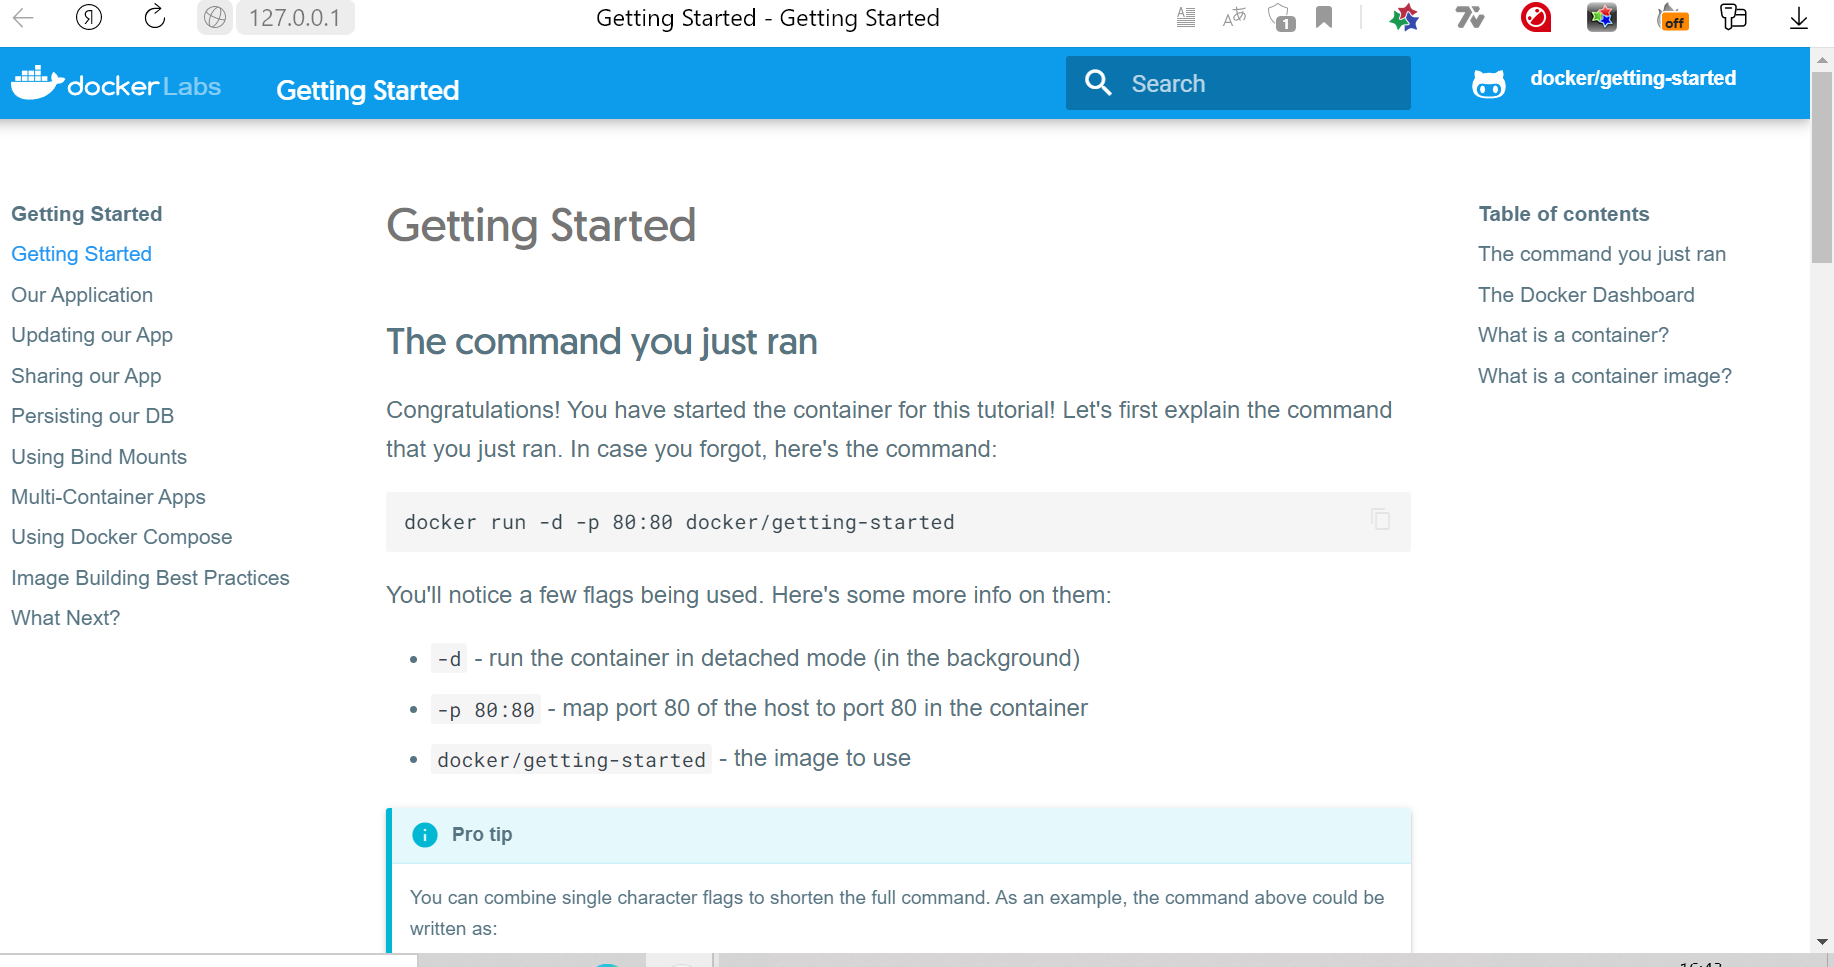 Я
127.0.0.1
Getting Started - Getting Started
1
off
docker Labs
Getting Started
Search
docker/getting-started
Getting Started
Getting Started
Our Application
Updating our App
Sharing our App
Persisting our DB
Using Bind Mounts
Multi-Container Apps
Using Docker Compose
Image Building Best Practices
What Next?
Getting Started
The command you just ran
Congratulations! You have started the container for this tutorial! Let's first explain the command
that you just ran. In case you forgot, here's the command:
docker run -d -p 80:80 docker/getting-started
You'll notice a few flags being used. Here's some more info on them:
-d - run the container in detached mode (in the background)
-p 80:80 - map port 80 of the host to port 80 in the container
docker/getting-started - the image to use
Pro tip
You can combine single character flags to shorten the full command. As an example, the command above could be
written as:
Table of contents
The command you just ran
The Docker Dashboard
What is a container?
What is a container image?